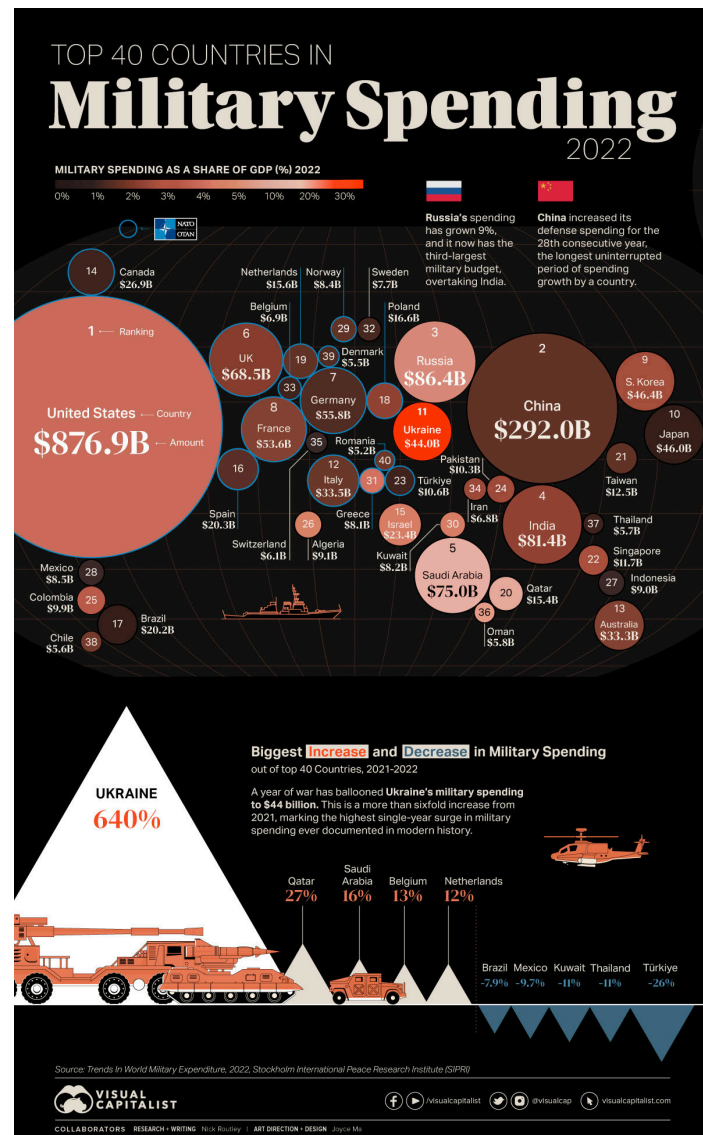 TOP 40 COUNTRIES IN
Military Spending
2022
MILITARY SPENDING AS A SHARE OF GDP (%) 2022
0% 1% 2% 3% 4% 5% 10% 20% 30%
NATO
OTAN
Russia's spending
has grown 9%,
and it now has the
third-largest
military budget,
overtaking India.
China increased its
defense spending for the
28th consecutive year,
the longest uninterrupted
period of spending
growth by a country.
14
Canada
$26.9B
Netherlands
$15.6B
Norway
$8.4B
Sweden
$7.7B
Belgium
$6.9B
Poland
$16.6B
1 Ranking
United States Country
$876.9B Amount
6
UK
$68.5B
19
33
29
32
39
Denmark
$5.5B
7
Germany
$55.8B
18
3
Russia
$86.4B
2
China
$292.0B
9
S. Korea
$46.4B
10
Japan
$46.0B
8
France
$53.6B
35
Romania
$5.2B
40
11
Ukraine
$44.0B
16
Spain
$20.3B
12
Italy
$33.5B
31
23
Türkiye
$10.6B
Pakistan
$10.3B
34
24
Iran
$6.8B
21
Taiwan
$12.5B
Greece
$8.1B
Switzerland
$6.1B
26
Algeria
$9.1B
15
Israel
$23.4B
30
Kuwait
$8.2B
4
India
$81.4B
37
Thailand
$5.7B
22
Singapore
$11.7B
27
Indonesia
$9.0B
5
Saudi Arabia
$75.0B
20
Qatar
$15.4B
36
Oman
$5.8B
13
Australia
$33.3B
Mexico
$8.5B
28
Colombia
$9.9B
25
17
Brazil
$20.2B
Chile
$5.6B
38
UKRAINE
640%
Biggest Increase and Decrease in Military Spending
out of top 40 Countries, 2021-2022
A year of war has ballooned Ukraine's military spending
to $44 billion. This is a more than sixfold increase from
2021, marking the highest single-year surge in military
spending ever documented in modern history.
Qatar
27%
Saudi
Arabia
16%
Belgium
13%
Netherlands
12%
Brazil
-7.9%
Mexico
-9.7%
Kuwait
-11%
Thailand
-11%
Türkiye
-26%
Source: Trends In World Military Expenditure, 2022, Stockholm International Peace Research Institute (SIPRI)
VISUAL
CAPITALIST
/visualcapitalist @visualcap visualcapitalist.com
COLLABORATORS RESEARCH + WRITING Nick Routley | ART DIRECTION + DESIGN Joyce Ma